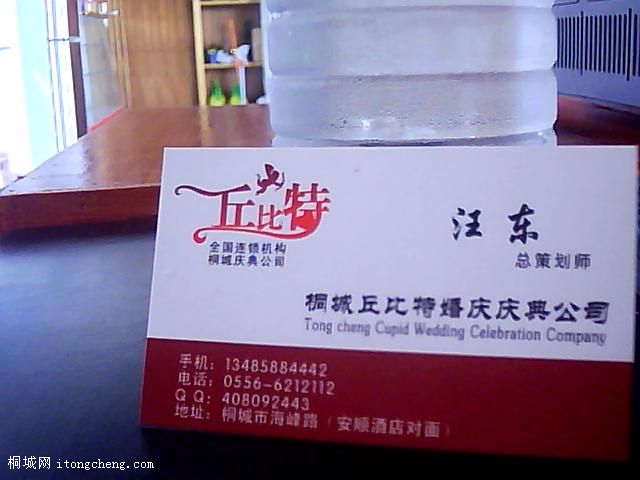 丘比特
全国连锁机构
桐城庆典公司
汪东
总策划师
桐城丘比特婚庆庆典公司
Tong cheng Cupid Wedding Celebration Company
手机：13485884442
电话：0556-6212112
Q Q：408092443
地址：桐城市海峰路（安顺酒店对面）
桐城网 itongcheng.com